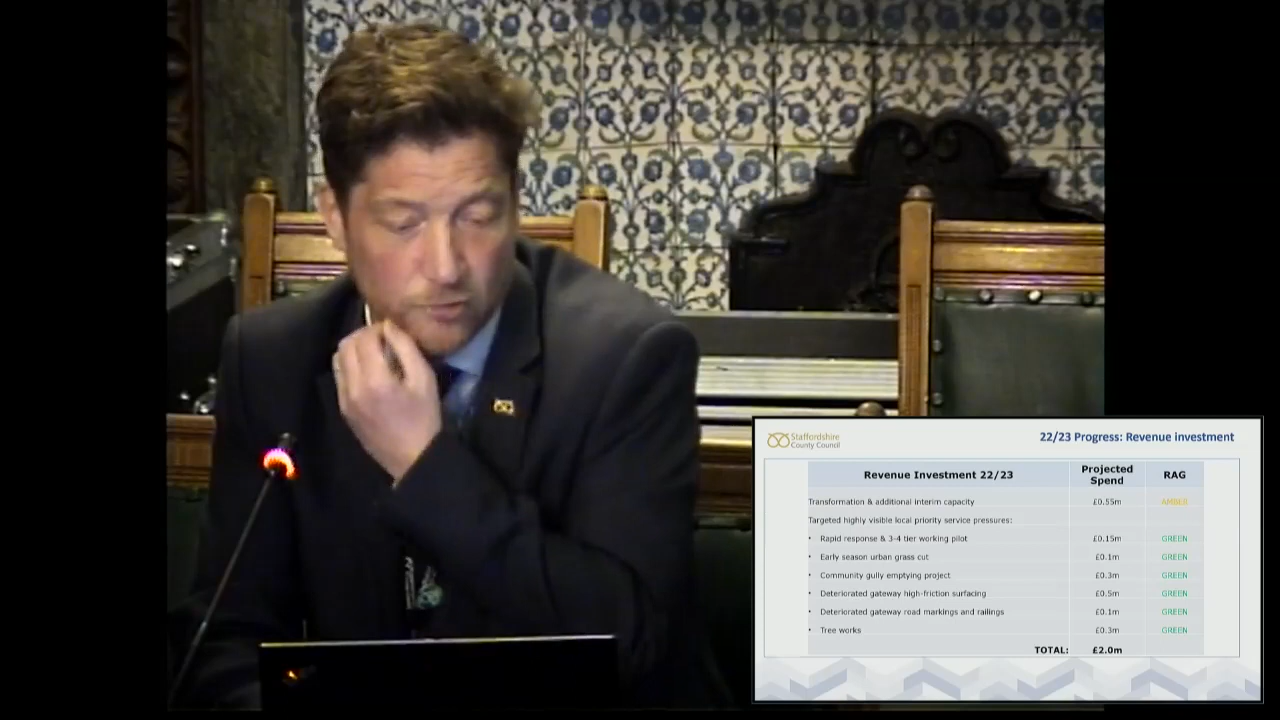 Staffordshire
County Council
22/23 Progress: Revenue investment
Revenue Investment 22/23 Projected Spend RAG
Transformation & additional interim capacity £0.55m AMBER
Targeted highly visible local priority service pressures:
• Rapid response & 3-4 tier working pilot £0.15m GREEN
• Early season urban grass cut £0.1m GREEN
• Community gully emptying project £0.3m GREEN
• Deteriorated gateway high-friction surfacing £0.5m GREEN
• Deteriorated gateway road markings and railings £0.1m GREEN
• Tree works £0.3m GREEN
TOTAL: £2.0m